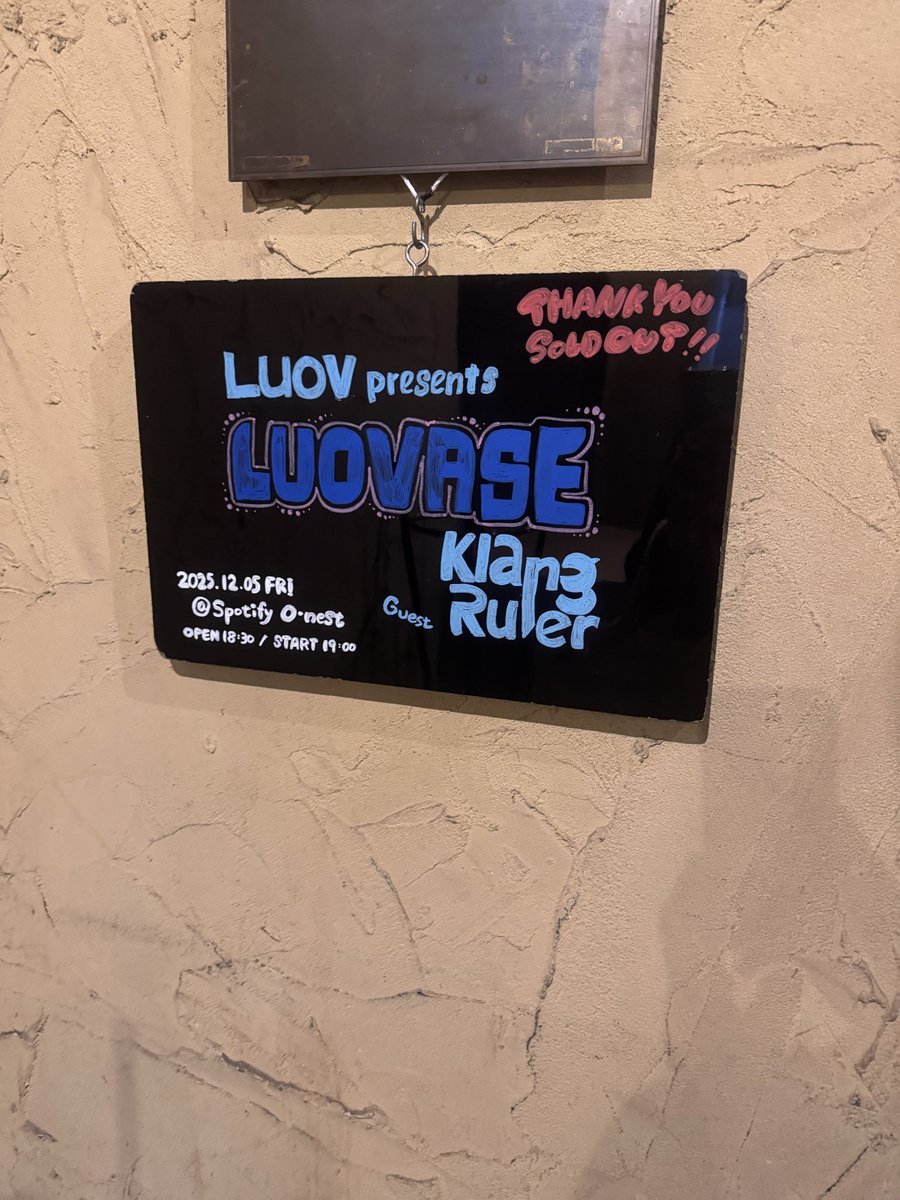 THANK YOU
SOLD OUT!!
LUOV presents
LUOVASE
Klang
Guest Ruler
2025.12.05 FRI
@Spotify O-nest
OPEN 18:30 / START 19:00